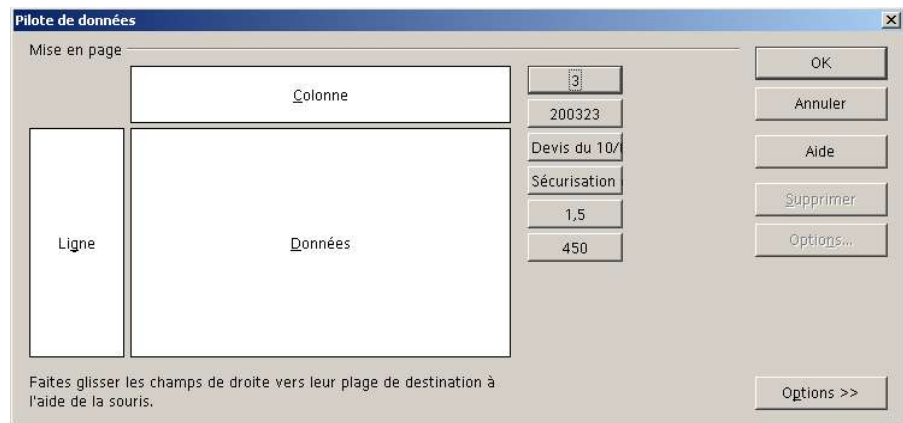 Pilote de données
Mise en page
Colonne
Ligne
Données
3
200323
Devis du 10/
Sécurisation
1,5
450
OK
Annuler
Aide
Supprimer
Options...
Faites glisser les champs de droite vers leur plage de destination à
l'aide de la souris.
Options >>